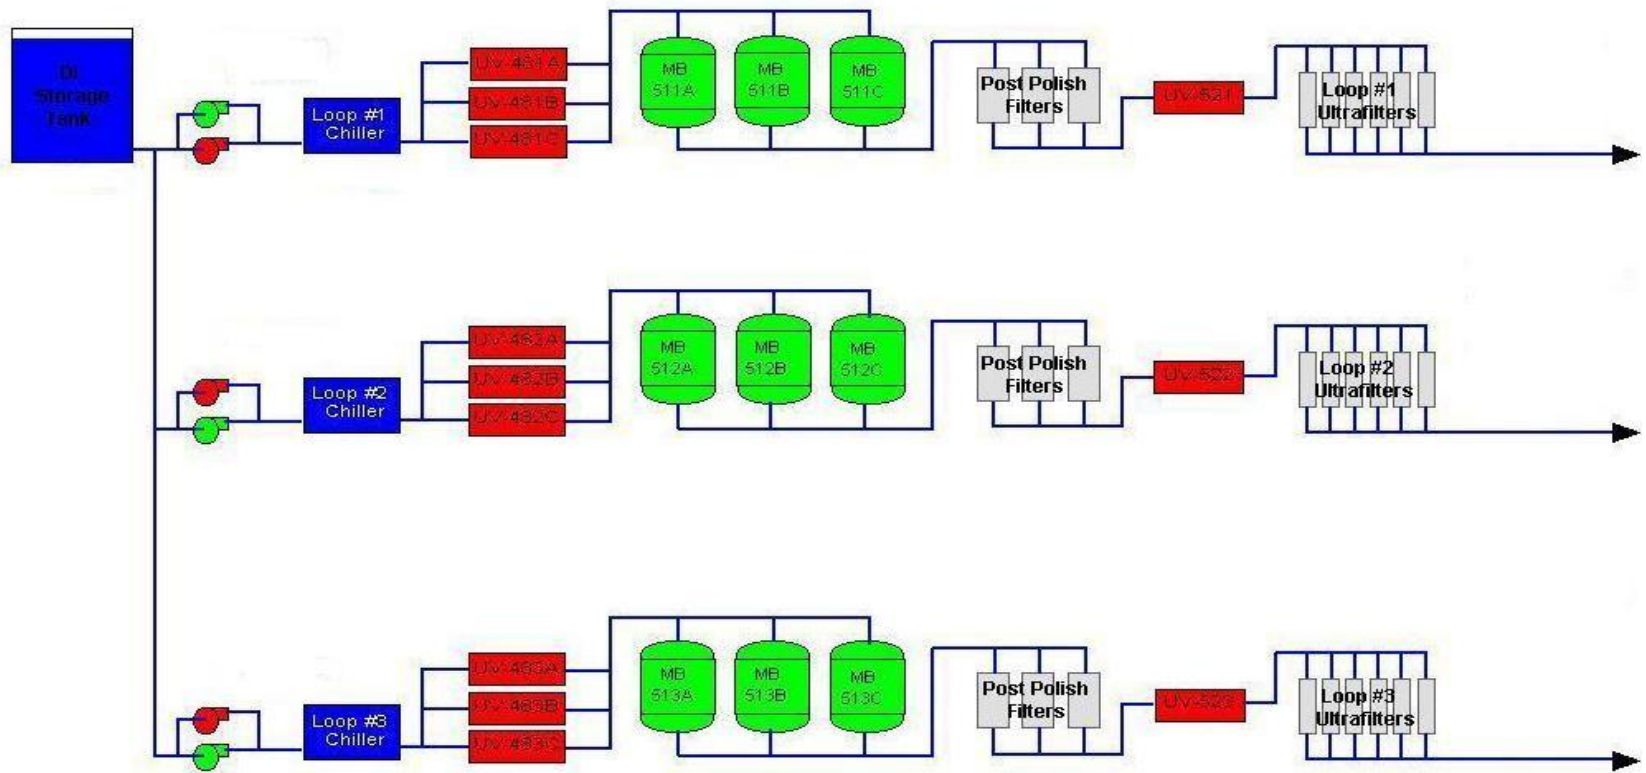 DI
Storage
Tank
Loop #1
Chiller
UV-481A
UV-481B
UV-481C
MB
511A
MB
511B
MB
511C
Post Polish
Filters
UV-521
Loop #1
Ultrafilters
Loop #2
Chiller
UV-482A
UV-482B
UV-482C
MB
512A
MB
512B
MB
512C
Post Polish
Filters
UV-522
Loop #2
Ultrafilters
Loop #3
Chiller
UV-483A
UV-483B
UV-483C
MB
513A
MB
513B
MB
513C
Post Polish
Filters
UV-523
Loop #3
Ultrafilters